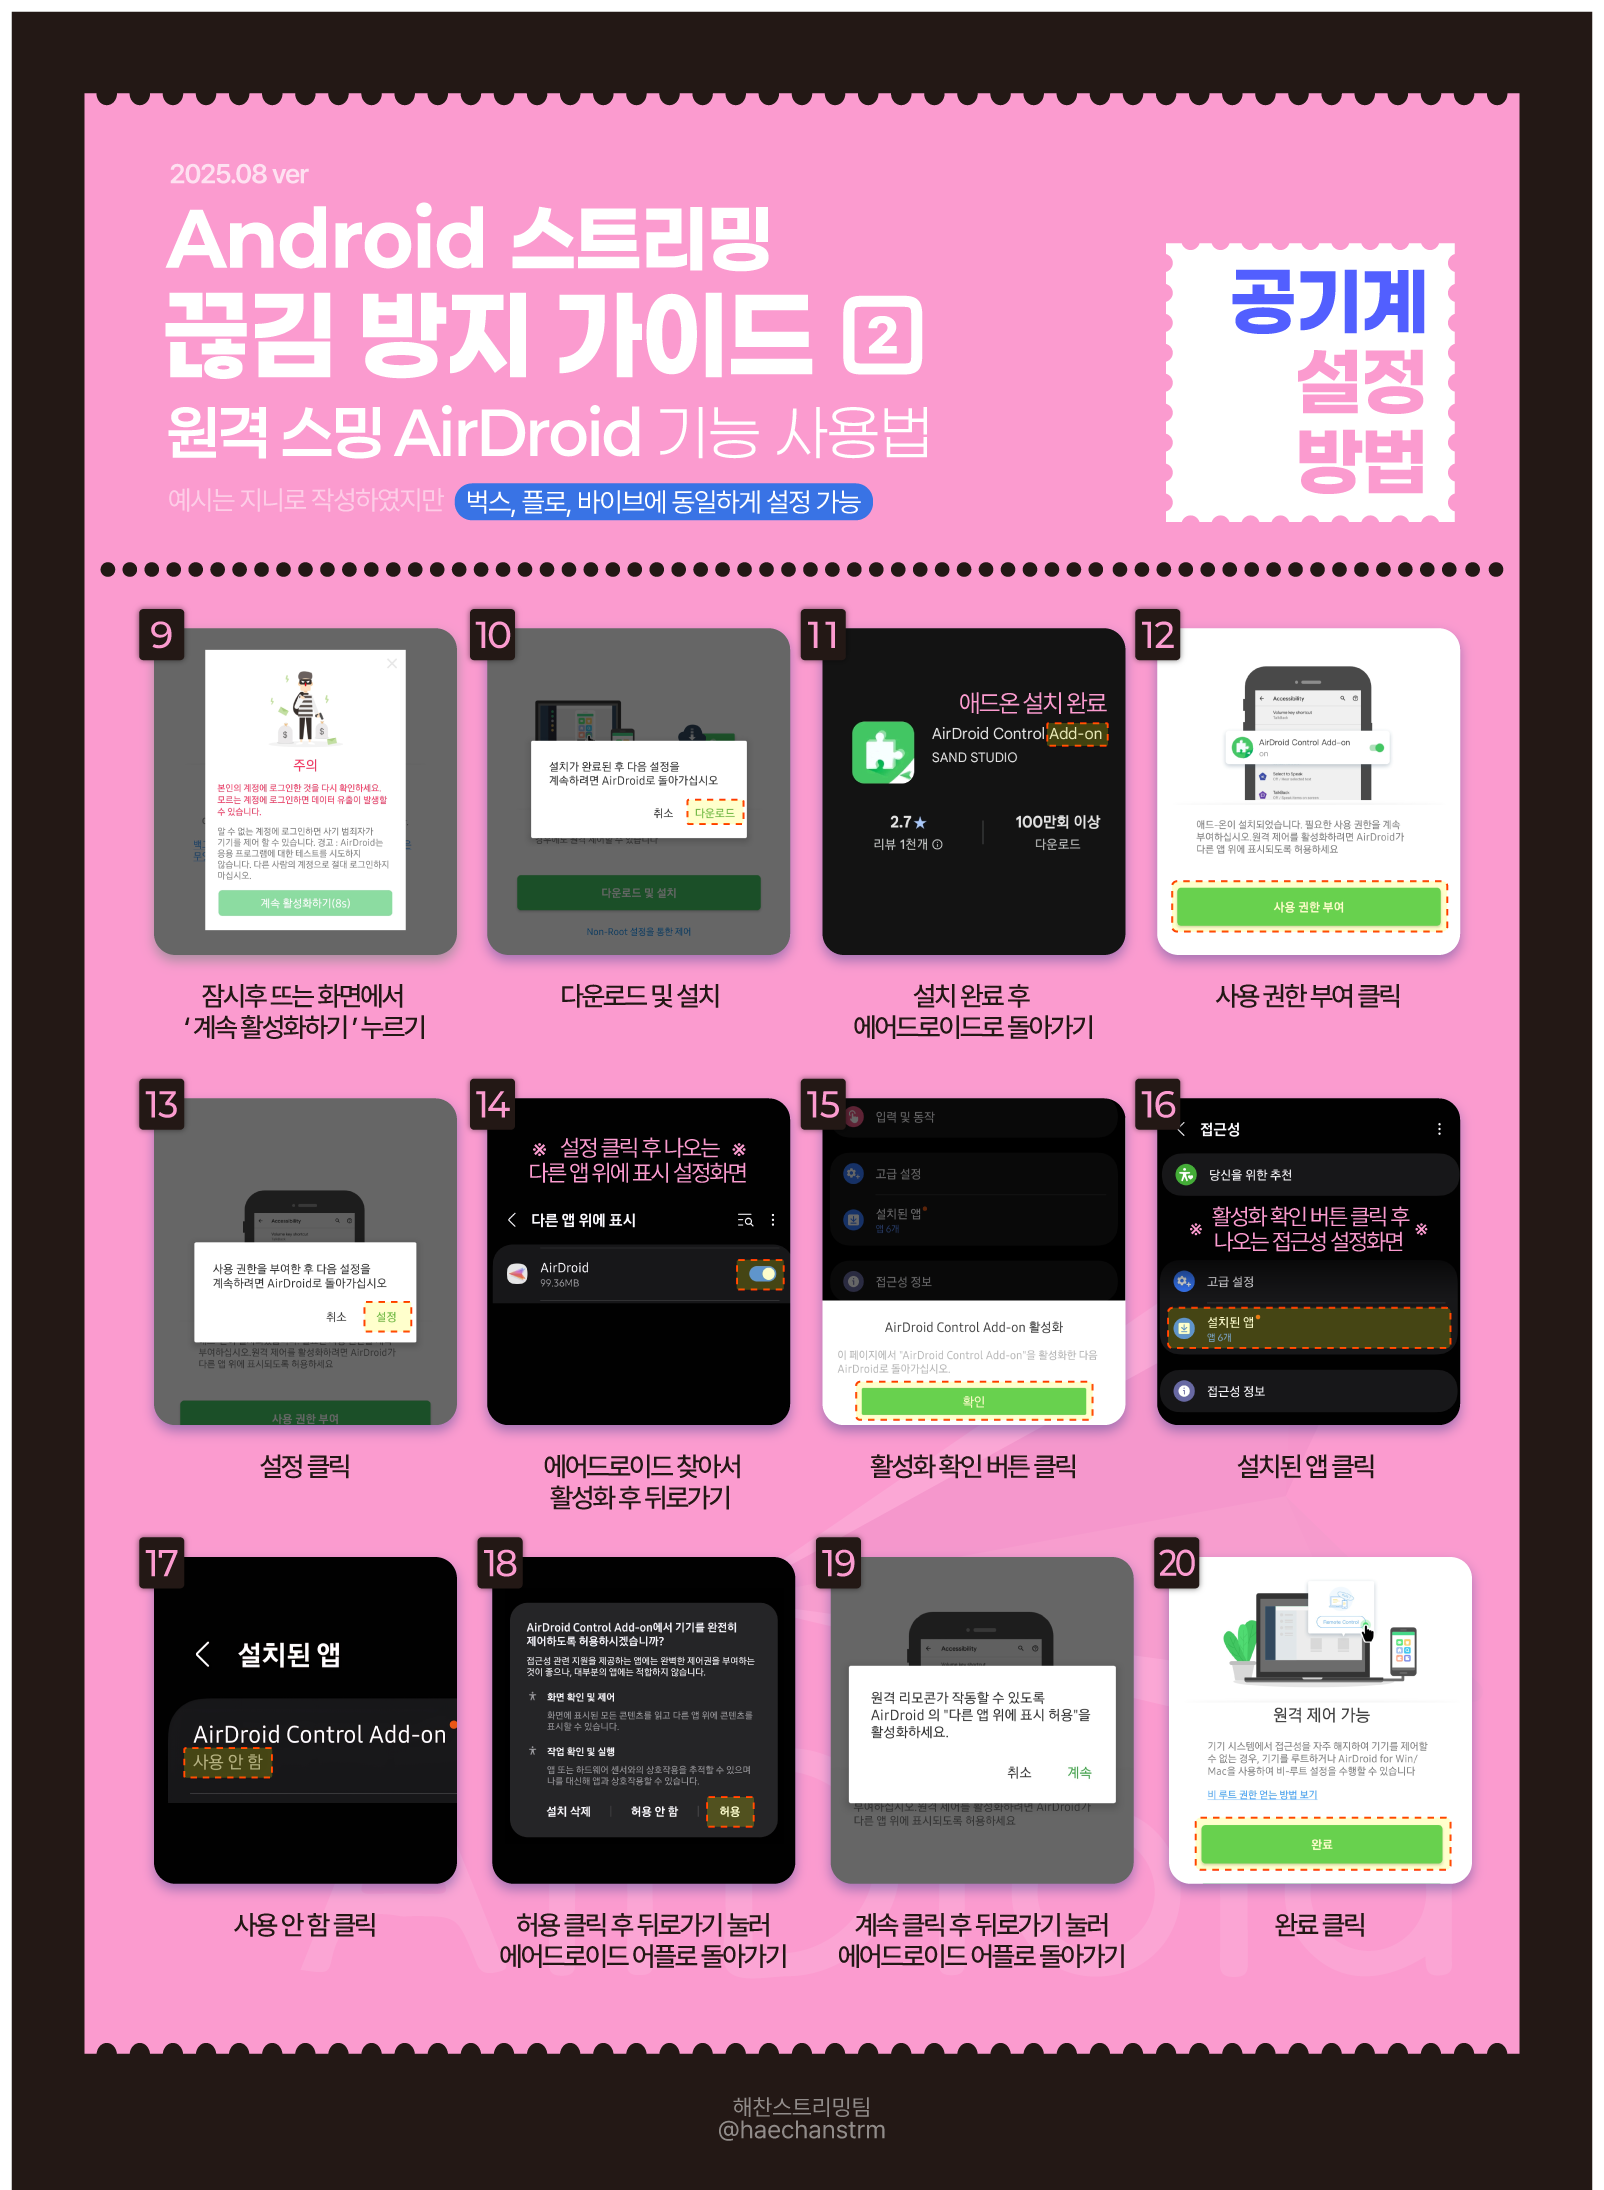 2025.08 ver
Android 스트리밍
끊김 방지 가이드 2
원격 스밍 AirDroid 기능 사용법
예시는 지니로 작성하였지만 벅스, 플로, 바이브에 동일하게 설정 가능
공기계
설정
방법
9
주의
본인의 계정에 로그인한 것을 다시 확인하세요.
모르는 계정에 로그인하면 데이터 유출이 발생할
수 있습니다.
알 수 없는 계정에 로그인하면 사기 범죄자가
기기를 제어 할 수 있습니다. 경고 : AirDroid는
응용 프로그램에 대한 테스트를 시도하지
않습니다. 다른 사람의 계정으로 절대 로그인하지
마십시오.
계속 활성화하기(8s)
잠시후 뜨는 화면에서
‘ 계속 활성화하기 ’ 누르기
10
설치가 완료된 후 다음 설정을
계속하려면 AirDroid로 돌아가십시오
취소 다운로드
다운로드 및 설치
Non-Root 설정을 통한 제어
다운로드 및 설치
11
애드온 설치 완료
AirDroid Control Add-on
SAND STUDIO
2.7★ 100만회 이상
리뷰 1천개 다운로드
설치 완료 후
에어드로이드로 돌아가기
12
Accessibility
Volume key shortcut
TalkBack
AirDroid Control Add-on
on
Select to Speak
TalkBack
애드-온이 설치되었습니다. 필요한 사용 권한을 계속
부여하십시오.원격 제어를 활성화하려면 AirDroid가
다른 앱 위에 표시되도록 허용하세요
사용 권한 부여
사용 권한 부여 클릭
13
Accessibility
사용 권한을 부여한 후 다음 설정을
계속하려면 AirDroid로 돌아가십시오
취소 설정
부여하십시오.원격 제어를 활성화하려면 AirDroid가
다른 앱 위에 표시되도록 허용하세요
사용 권한 부여
설정 클릭
14
※ 설정 클릭 후 나오는 ※
다른 앱 위에 표시 설정화면
다른 앱 위에 표시
AirDroid
99.36MB
에어드로이드 찾아서
활성화 후 뒤로가기
15
입력 및 동작
고급 설정
설치된 앱
앱 6개
접근성 정보
AirDroid Control Add-on 활성화
이 페이지에서 "AirDroid Control Add-on"을 활성화한 다음
AirDroid로 돌아가십시오.
확인
활성화 확인 버튼 클릭
16
접근성
당신을 위한 추천
※ 활성화 확인 버튼 클릭 후 ※
나오는 접근성 설정화면
고급 설정
설치된 앱
앱 6개
접근성 정보
설치된 앱 클릭
17
설치된 앱
AirDroid Control Add-on
사용 안 함
사용 안 함 클릭
18
AirDroid Control Add-on에서 기기를 완전히
제어하도록 허용하시겠습니까?
접근성 관련 지원을 제공하는 앱에는 완벽한 제어권을 부여하는
것이 좋으나, 대부분의 앱에는 적합하지 않습니다.
화면 확인 및 제어
화면에 표시된 모든 콘텐츠를 읽고 다른 앱 위에 콘텐츠를
표시할 수 있습니다.
작업 확인 및 실행
앱 또는 하드웨어 센서와의 상호작용을 추적할 수 있으며
나를 대신해 앱과 상호작용할 수 있습니다.
설치 삭제 허용 안 함 허용
허용 클릭 후 뒤로가기 눌러
에어드로이드 어플로 돌아가기
19
Accessibility
원격 리모콘가 작동할 수 있도록
AirDroid 의 "다른 앱 위에 표시 허용"을
활성화하세요.
취소 계속
부여하십시오.원격 제어를 활성화하려면 AirDroid가
다른 앱 위에 표시되도록 허용하세요
계속 클릭 후 뒤로가기 눌러
에어드로이드 어플로 돌아가기
20
Remote Control
원격 제어 가능
기기 시스템에서 접근성을 자주 해지하여 기기를 제어할
수 없는 경우, 기기를 루트하거나 AirDroid for Win/
Mac을 사용하여 비-루트 설정을 수행할 수 있습니다
비 루트 권한 얻는 방법 보기
완료
완료 클릭
AirDroid
해찬스트리밍팀
@haechanstrm